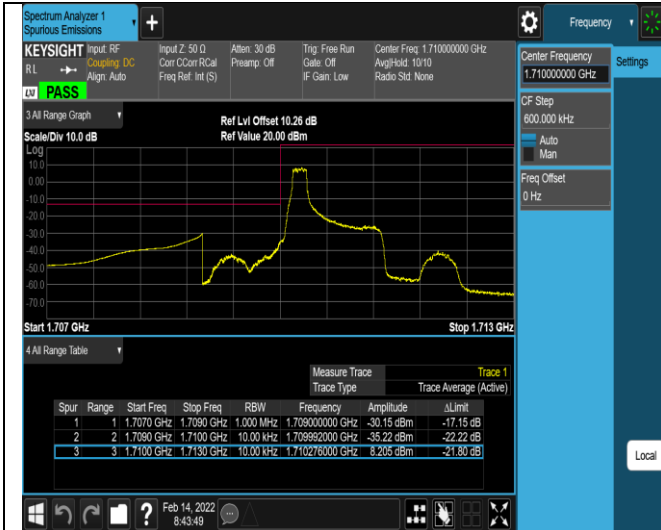 Spectrum Analyzer 1
Spurious Emissions
+
Frequency
KEYSIGHT
RL
LXI
PASS
Input: RF
Coupling: DC
Align: Auto
Input Z: 50 Ω
Corr CCorr RCal
Freq Ref: Int (S)
Atten: 30 dB
Preamp: Off
Trig: Free Run
Gate: Off
IF Gain: Low
Center Freq: 1.710000000 GHz
Avg|Hold: 10/10
Radio Std: None
Center Frequency
1.710000000 GHz
Settings
CF Step
600.000 kHz
Auto
Man
Freq Offset
0 Hz
3 All Range Graph
Scale/Div 10.0 dB
Ref Lvl Offset 10.26 dB
Ref Value 20.00 dBm
Log
10.0
0.00
-10.0
-20.0
-30.0
-40.0
-50.0
-60.0
-70.0
Start 1.707 GHz
Stop 1.713 GHz
4 All Range Table
Measure Trace Trace 1
Trace Type Trace Average (Active)
Spur Range Start Freq Stop Freq RBW Frequency Amplitude ΔLimit
1 1 1.7070 GHz 1.7090 GHz 1.000 MHz 1.709000000 GHz -30.15 dBm -17.15 dB
2 2 1.7090 GHz 1.7100 GHz 10.00 kHz 1.709992000 GHz -35.22 dBm -22.22 dB
3 3 1.7100 GHz 1.7130 GHz 10.00 kHz 1.710276000 GHz 8.205 dBm -21.80 dB
Local
?
Feb 14, 2022
8:43:49